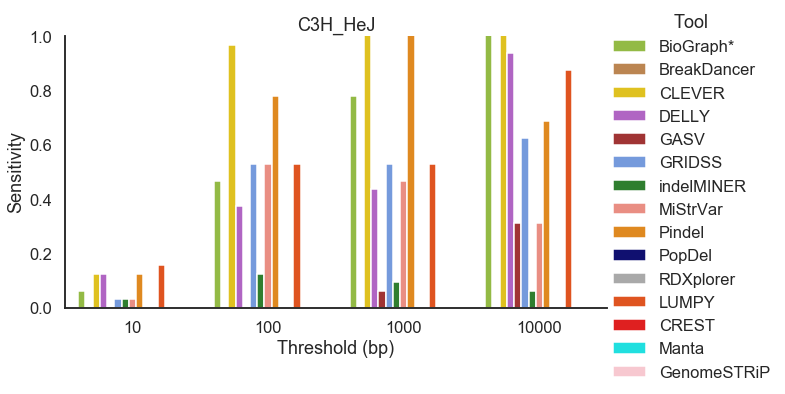 C3H_HeJ
Sensitivity
1.0
0.8
0.6
0.4
0.2
0.0
10
100
1000
10000
Threshold (bp)
Tool
BioGraph*
BreakDancer
CLEVER
DELLY
GASV
GRIDSS
indelMINER
MiStrVar
Pindel
PopDel
RDXplorer
LUMPY
CREST
Manta
GenomeSTRiP